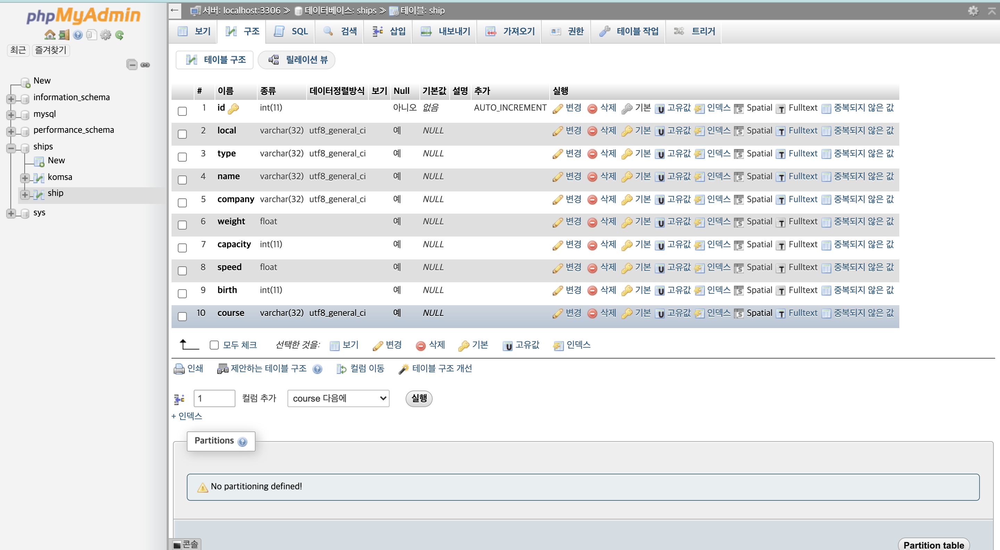 phpMyAdmin
최근 즐겨찾기
New
information_schema
mysql
performance_schema
ships
New
komsa
ship
sys
← 서버: localhost:3306 » 데이터베이스: ships » 테이블: ship
보기 구조 SQL 검색 삽입 내보내기 가져오기 권한 테이블 작업 트리거
테이블 구조 릴레이션 뷰
# 이름 종류 데이터정렬방식 보기 Null 기본값 설명 추가 실행
1 id int(11) 아니오 없음 AUTO_INCREMENT 변경 삭제 기본 고유값 인덱스 Spatial Fulltext 중복되지 않은 값
2 local varchar(32) utf8_general_ci 예 NULL 변경 삭제 기본 고유값 인덱스 Spatial Fulltext 중복되지 않은 값
3 type varchar(32) utf8_general_ci 예 NULL 변경 삭제 기본 고유값 인덱스 Spatial Fulltext 중복되지 않은 값
4 name varchar(32) utf8_general_ci 예 NULL 변경 삭제 기본 고유값 인덱스 Spatial Fulltext 중복되지 않은 값
5 company varchar(32) utf8_general_ci 예 NULL 변경 삭제 기본 고유값 인덱스 Spatial Fulltext 중복되지 않은 값
6 weight float 예 NULL 변경 삭제 기본 고유값 인덱스 Spatial Fulltext 중복되지 않은 값
7 capacity int(11) 예 NULL 변경 삭제 기본 고유값 인덱스 Spatial Fulltext 중복되지 않은 값
8 speed float 예 NULL 변경 삭제 기본 고유값 인덱스 Spatial Fulltext 중복되지 않은 값
9 birth int(11) 예 NULL 변경 삭제 기본 고유값 인덱스 Spatial Fulltext 중복되지 않은 값
10 course varchar(32) utf8_general_ci 예 NULL 변경 삭제 기본 고유값 인덱스 Spatial Fulltext 중복되지 않은 값
모두 체크 선택한 것을: 보기 변경 삭제 기본 고유값 인덱스
인쇄 제안하는 테이블 구조 컬럼 이동 테이블 구조 개선
1 컬럼 추가 course 다음에 실행
+ 인덱스
Partitions
No partitioning defined!
콘솔
Partition table